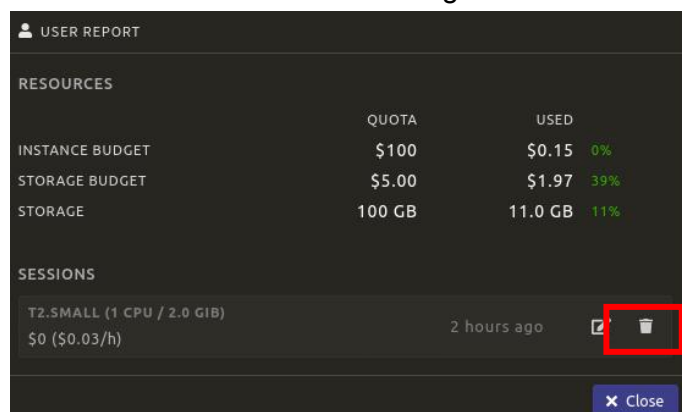 USER REPORT
RESOURCES
QUOTA USED
INSTANCE BUDGET $100 $0.15 0%
STORAGE BUDGET $5.00 $1.97 39%
STORAGE 100 GB 11.0 GB 11%
SESSIONS
T2.SMALL (1 CPU / 2.0 GIB)
$0 ($0.03/h) 2 hours ago
Close